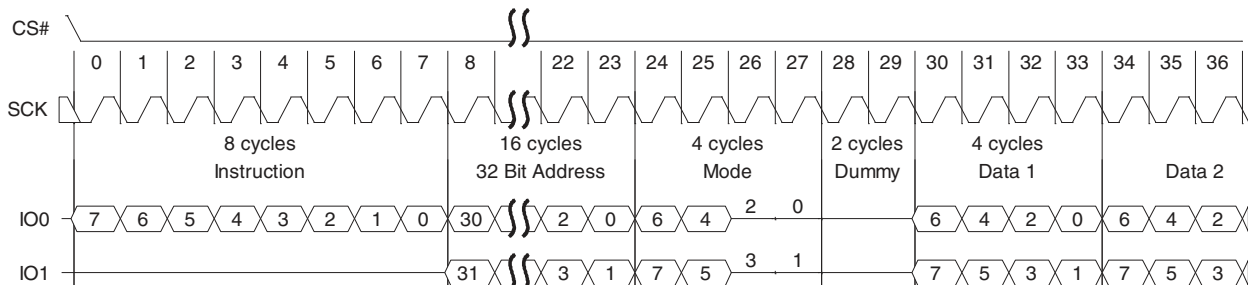 CS#
0 1 2 3 4 5 6 7 8 22 23 24 25 26 27 28 29 30 31 32 33 34 35 36
SCK
8 cycles 16 cycles 4 cycles 2 cycles 4 cycles
Instruction 32 Bit Address Mode Dummy Data 1 Data 2
IO0 7 6 5 4 3 2 1 0 30 2 0 6 4 2 0 6 4 2 0 6 4 2
IO1 31 3 1 7 5 3 1 7 5 3 1 7 5 3